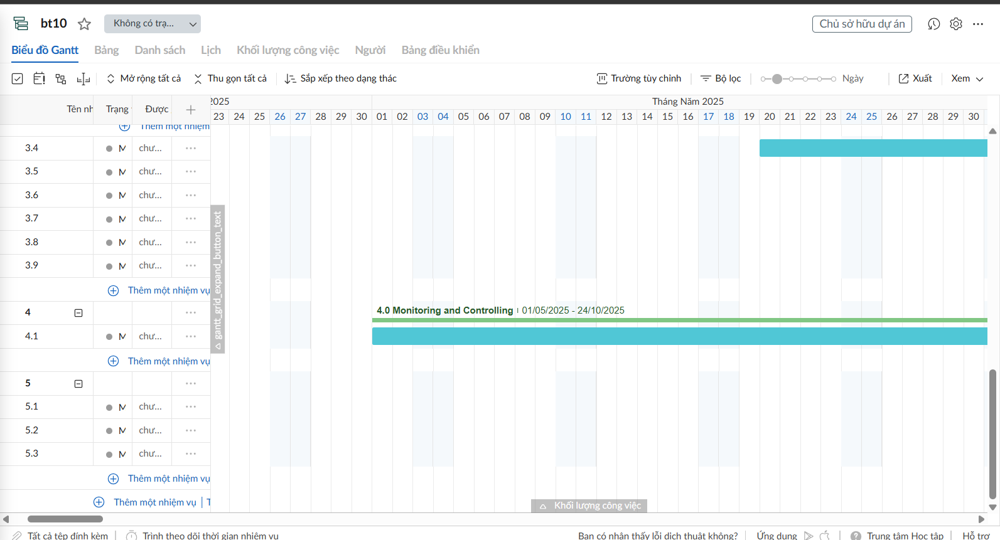 bt10
Không có trạ...
Chủ sở hữu dự án
Biểu đồ Gantt
Bảng
Danh sách
Lịch
Khối lượng công việc
Người
Bảng điều khiển
Mở rộng tất cả
Thu gọn tất cả
Sắp xếp theo dạng thác
Trường tùy chỉnh
Bộ lọc
Ngày
Xuất
Xem
Tên nh
Trạng
Được
2025
Tháng Năm 2025
23 24 25 26 27 28 29 30 01 02 03 04 05 06 07 08 09 10 11 12 13 14 15 16 17 18 19 20 21 22 23 24 25 26 27 28 29 30
Thêm một nhiệm
3.4 chư...
3.5 chư...
3.6 chư...
3.7 chư...
3.8 chư...
3.9 chư...
Thêm một nhiệm vụ
gantt_grid_expand_button_text
4
4.0 Monitoring and Controlling 01/05/2025 - 24/10/2025
4.1 chư...
Thêm một nhiệm vụ
5
5.1 chư...
5.2 chư...
5.3 chư...
Thêm một nhiệm vụ
Thêm một nhiệm vụ
Khối lượng công việc
Tất cả tệp đính kèm
Trình theo dõi thời gian nhiệm vụ
Bạn có nhận thấy lỗi dịch thuật không?
Ứng dụng
Trung tâm Học tập
Hỗ trợ